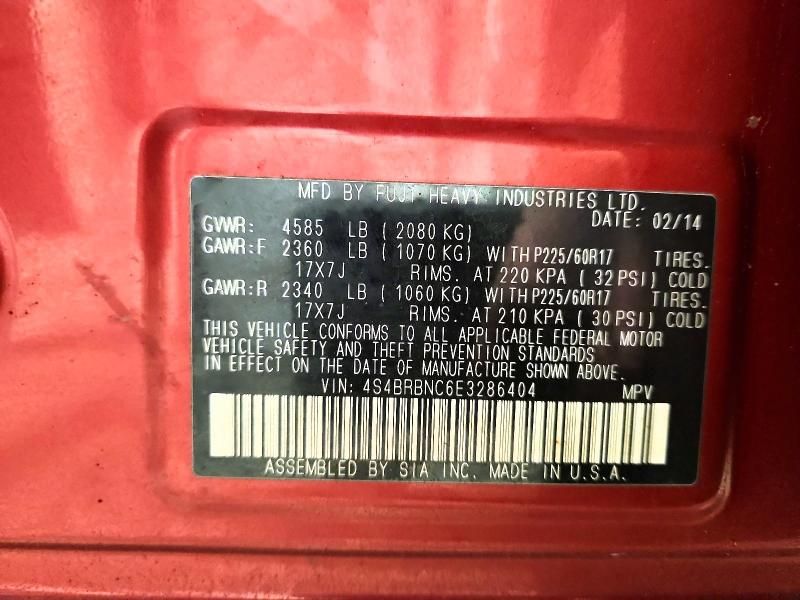 MFD BY FUJI HEAVY INDUSTRIES LTD.
DATE: 02/14
GVWR: 4585 LB ( 2080 KG)
GAWR:F 2360 LB ( 1070 KG) WITH P225/60R17 TIRES.
17X7J RIMS. AT 220 KPA ( 32 PSI) COLD
GAWR:R 2340 LB ( 1060 KG) WITH P225/60R17 TIRES.
17X7J RIMS. AT 210 KPA ( 30 PSI) COLD
THIS VEHICLE CONFORMS TO ALL APPLICABLE FEDERAL MOTOR
VEHICLE SAFETY AND THEFT PREVENTION STANDARDS
IN EFFECT ON THE DATE OF MANUFACTURE SHOWN ABOVE.
VIN: 4S4BRBNC6E3286404 MPV
ASSEMBLED BY SIA INC. MADE IN U.S.A.